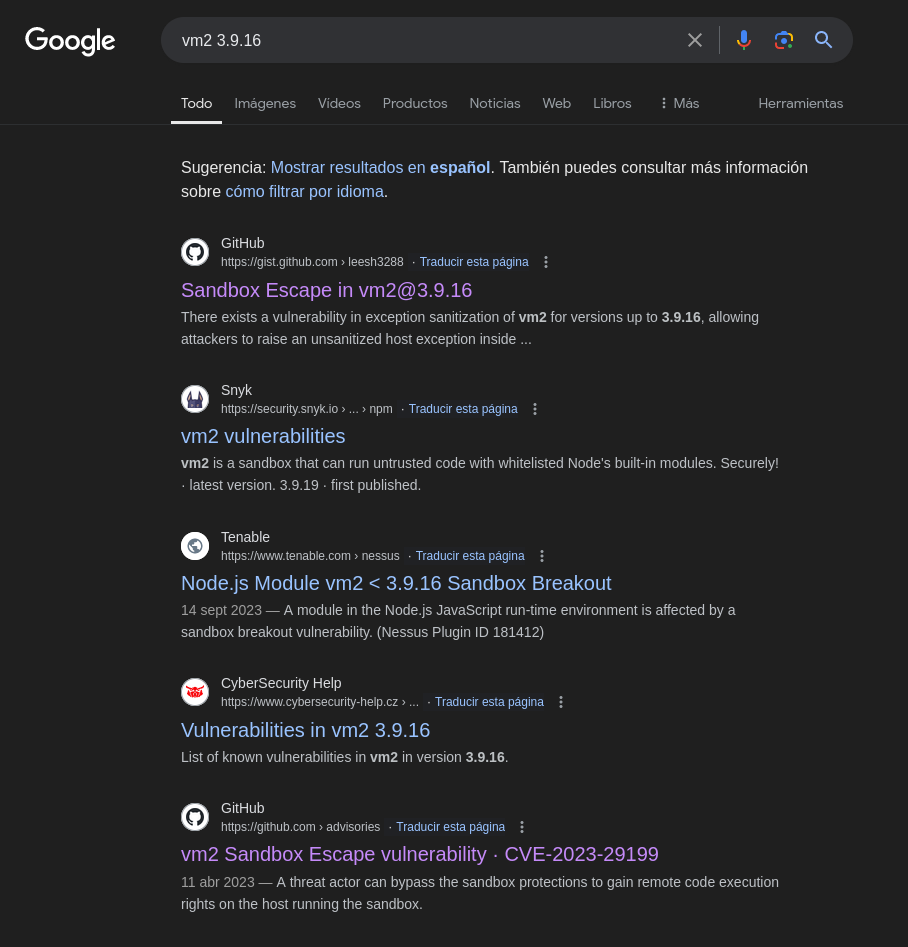 Google
vm2 3.9.16
Todo Imágenes Videos Productos Noticias Web Libros Más Herramientas
Sugerencia: Mostrar resultados en español. También puedes consultar más información
sobre cómo filtrar por idioma.
GitHub
https://gist.github.com › leesh3288 · Traducir esta página
Sandbox Escape in vm2@3.9.16
There exists a vulnerability in exception sanitization of vm2 for versions up to 3.9.16, allowing
attackers to raise an unsanitized host exception inside ...
Snyk
https://security.snyk.io › ... › npm · Traducir esta página
vm2 vulnerabilities
vm2 is a sandbox that can run untrusted code with whitelisted Node's built-in modules. Securely!
· latest version. 3.9.19 · first published.
Tenable
https://www.tenable.com › nessus · Traducir esta página
Node.js Module vm2 < 3.9.16 Sandbox Breakout
14 sept 2023 — A module in the Node.js JavaScript run-time environment is affected by a
sandbox breakout vulnerability. (Nessus Plugin ID 181412)
CyberSecurity Help
https://www.cybersecurity-help.cz › ... · Traducir esta página
Vulnerabilities in vm2 3.9.16
List of known vulnerabilities in vm2 in version 3.9.16.
GitHub
https://github.com › advisories · Traducir esta página
vm2 Sandbox Escape vulnerability · CVE-2023-29199
11 abr 2023 — A threat actor can bypass the sandbox protections to gain remote code execution
rights on the host running the sandbox.